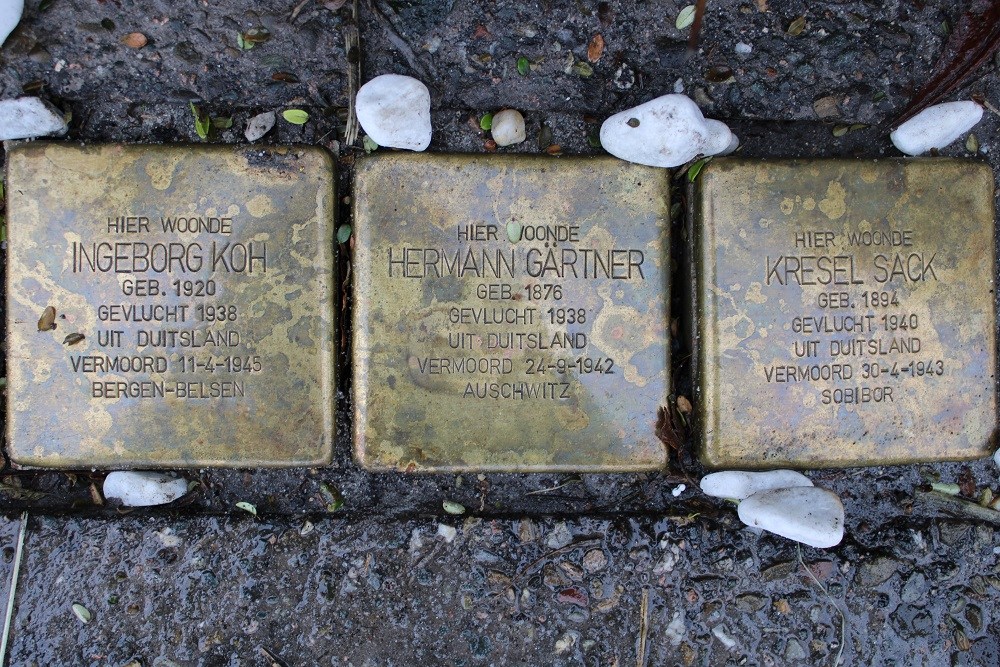 HIER WOONDE
INGEBORG KOH
GEB. 1920
GEVLUCHT 1938
UIT DUITSLAND
VERMOORD 11-4-1945
BERGEN-BELSEN
HIER WOONDE
HERMANN GÄRTNER
GEB. 1876
GEVLUCHT 1938
UIT DUITSLAND
VERMOORD 24-9-1942
AUSCHWITZ
HIER WOONDE
KRESEL SACK
GEB. 1894
GEVLUCHT 1940
UIT DUITSLAND
VERMOORD 30-4-1943
SOBIBOR